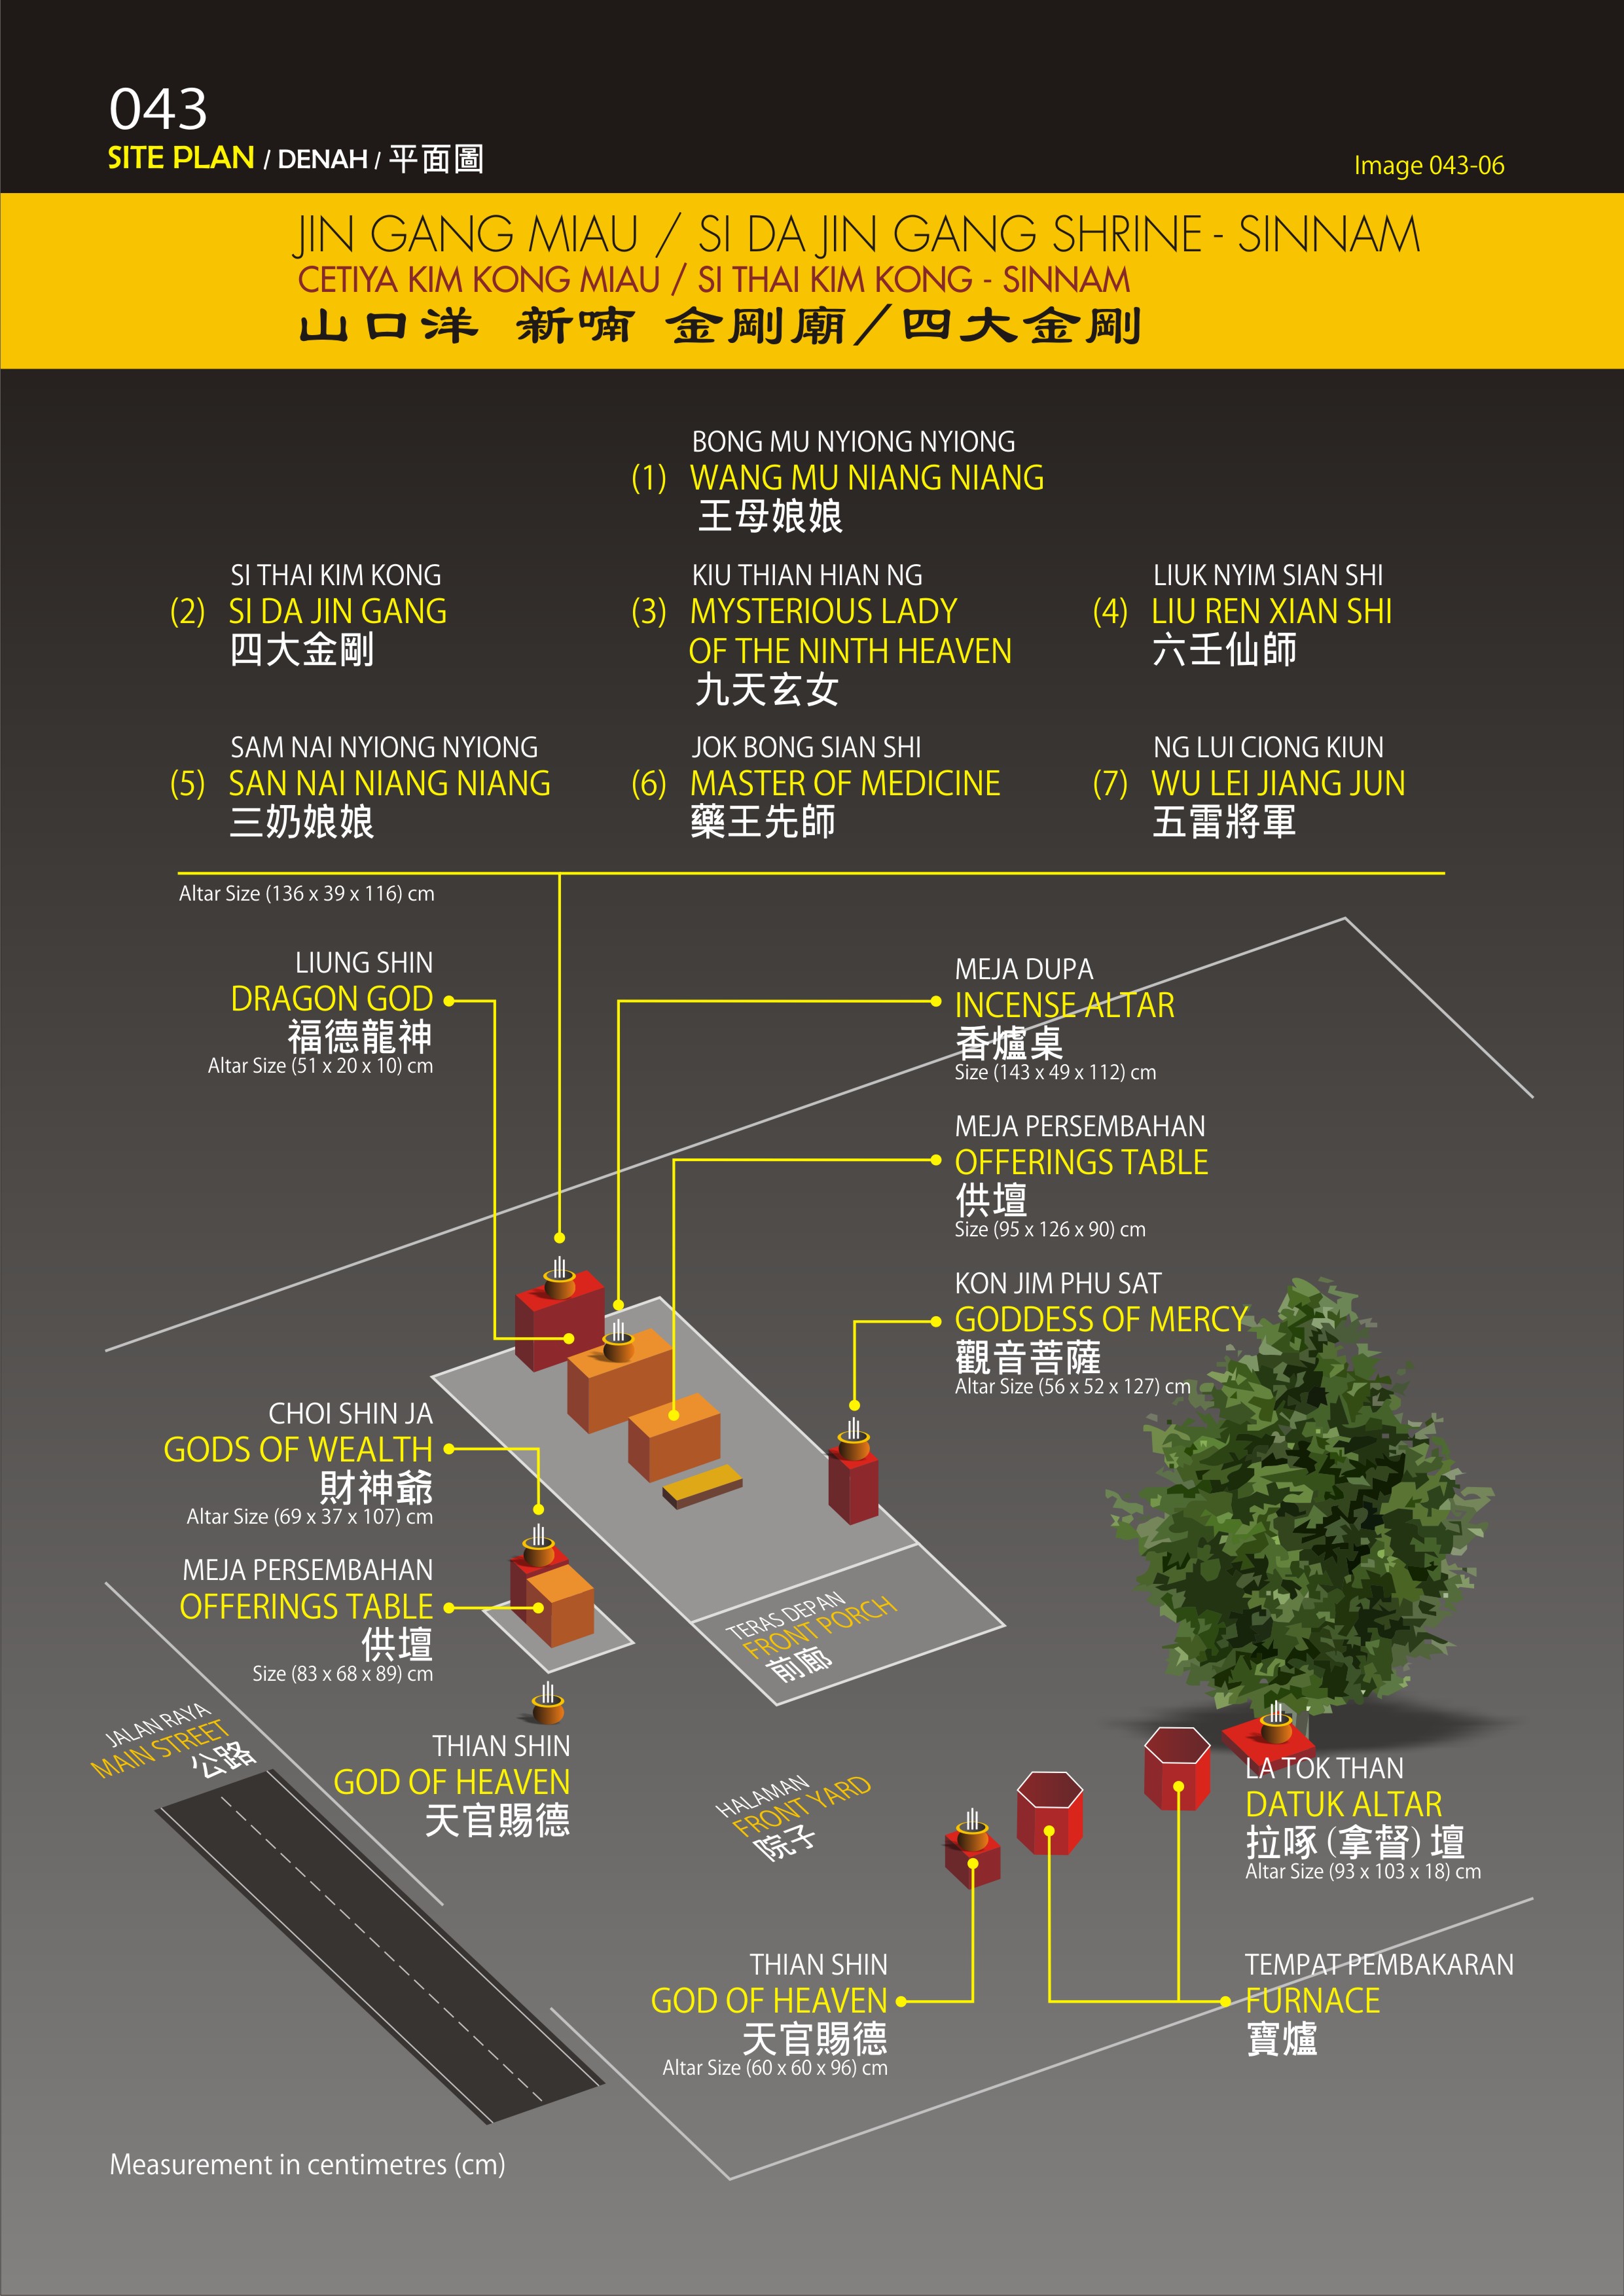 043
SITE PLAN / DENAH / 平面圖
Image 043-06
JIN GANG MIAU / SI DA JIN GANG SHRINE - SINNAM
CETIYA KIM KONG MIAU / SI THAI KIM KONG - SINNAM
山口洋 新喃 金剛廟/四大金剛
BONG MU NYIONG NYIONG
(1) WANG MU NIANG NIANG
王母娘娘
SI THAI KIM KONG
(2) SI DA JIN GANG
四大金剛
KIU THIAN HIAN NG
(3) MYSTERIOUS LADY
OF THE NINTH HEAVEN
九天玄女
LIUK NYIM SIAN SHI
(4) LIU REN XIAN SHI
六壬仙師
SAM NAI NYIONG NYIONG
(5) SAN NAI NIANG NIANG
三奶娘娘
JOK BONG SIAN SHI
(6) MASTER OF MEDICINE
藥王先師
NG LUI CIONG KIUN
(7) WU LEI JIANG JUN
五雷將軍
Altar Size (136 x 39 x 116) cm
LIUNG SHIN
DRAGON GOD
福德龍神
Altar Size (51 x 20 x 10) cm
MEJA DUPA
INCENSE ALTAR
香爐桌
Size (143 x 49 x 112) cm
MEJA PERSEMBAHAN
OFFERINGS TABLE
供壇
Size (95 x 126 x 90) cm
KON JIM PHU SAT
GODDESS OF MERCY
觀音菩薩
Altar Size (56 x 52 x 127) cm
CHOI SHIN JA
GODS OF WEALTH
財神爺
Altar Size (69 x 37 x 107) cm
MEJA PERSEMBAHAN
OFFERINGS TABLE
供壇
Size (83 x 68 x 89) cm
TERAS DEPAN
FRONT PORCH
前廊
JALAN RAYA
MAIN STREET
公路
THIAN SHIN
GOD OF HEAVEN
天官賜德
HALAMAN
FRONT YARD
院子
LA TOK THAN
DATUK ALTAR
拉啄(拿督)壇
Altar Size (93 x 103 x 18) cm
THIAN SHIN
GOD OF HEAVEN
天官賜德
Altar Size (60 x 60 x 96) cm
TEMPAT PEMBAKARAN
FURNACE
寶爐
Measurement in centimetres (cm)